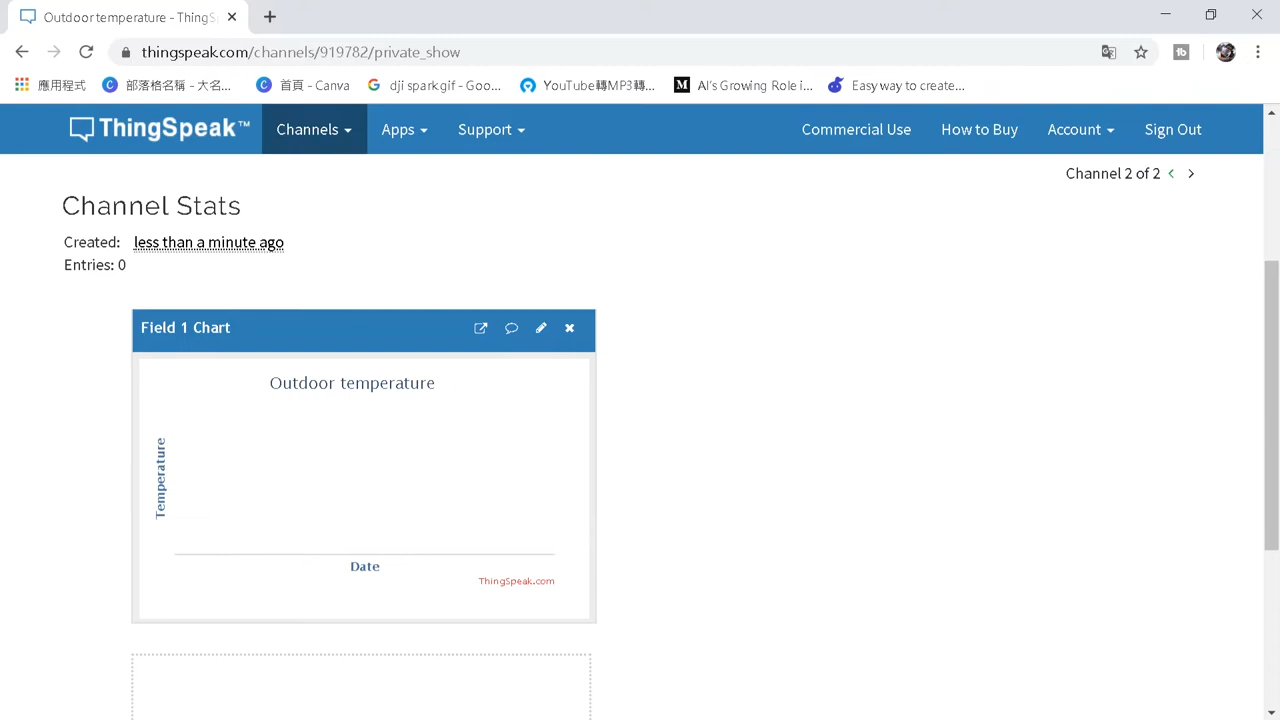 Outdoor temperature - ThingS
thingspeak.com/channels/919782/private_show
應用程式 部落格名稱 - 大名... 首頁 - Canva dji spark gif - Goo... YouTube轉MP3轉... AI's Growing Role i... Easy way to create...
ThingSpeak™ Channels Apps Support Commercial Use How to Buy Account Sign Out
Channel 2 of 2
Channel Stats
Created: less than a minute ago
Entries: 0
Field 1 Chart
Outdoor temperature
Temperature
Date
ThingSpeak.com